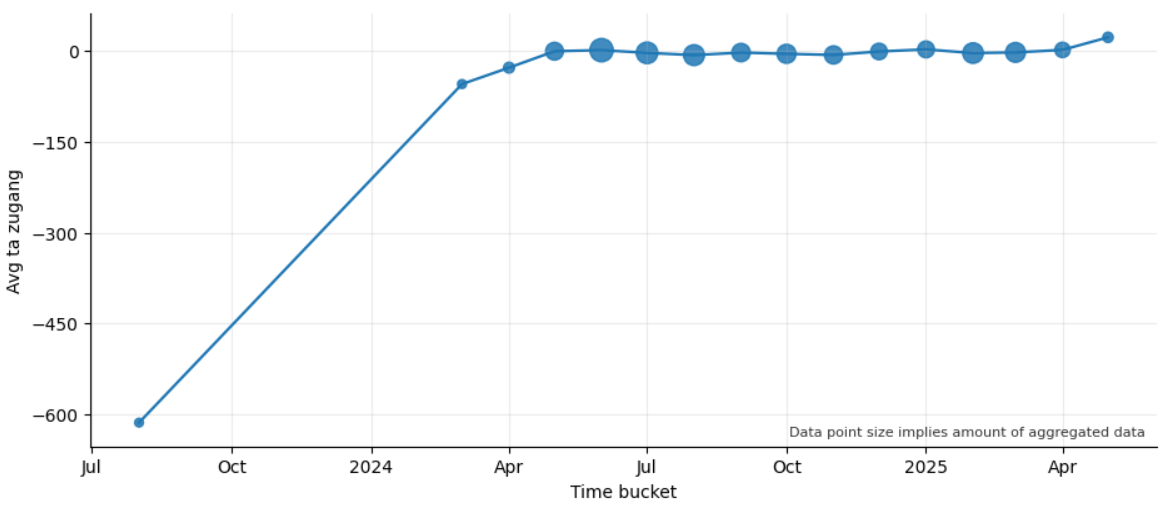 0
−150
−300
−450
−600
Avg ta zugang
Data point size implies amount of aggregated data
Jul Oct 2024 Apr Jul Oct 2025 Apr
Time bucket